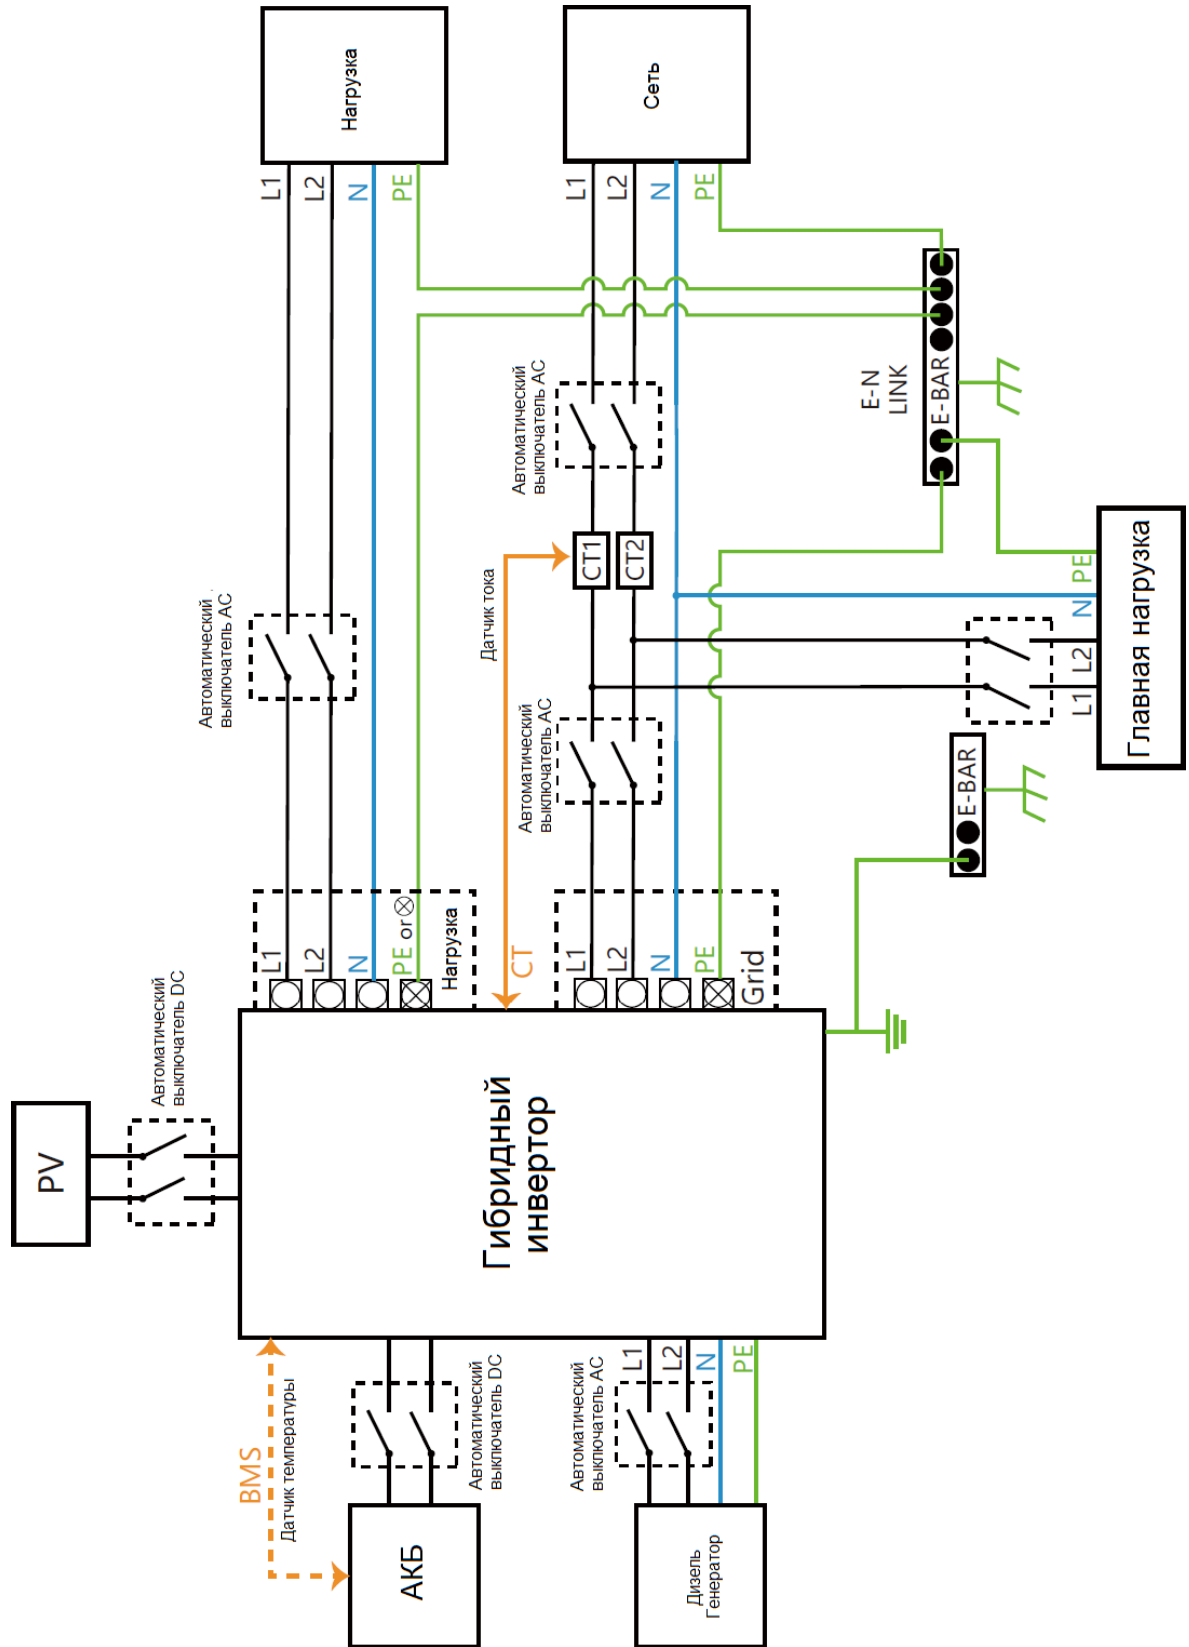 PV
Автоматический
выключатель DC
BMS
Датчик температуры
АКБ
Автоматический
выключатель DC
Гибридный
инвертор
Автоматический
выключатель AC
L1
L2
N
PE
Дизель
Генератор
L1
L2
N
PE or
Нагрузка
Автоматический
выключатель AC
L1
L2
N
PE
Нагрузка
CT
Датчик тока
L1
L2
N
PE
Grid
Автоматический
выключатель AC
CT1
CT2
Автоматический
выключатель AC
L1
L2
N
PE
Сеть
E-N
LINK
E-BAR
E-BAR
L1
L2
N
PE
Главная нагрузка